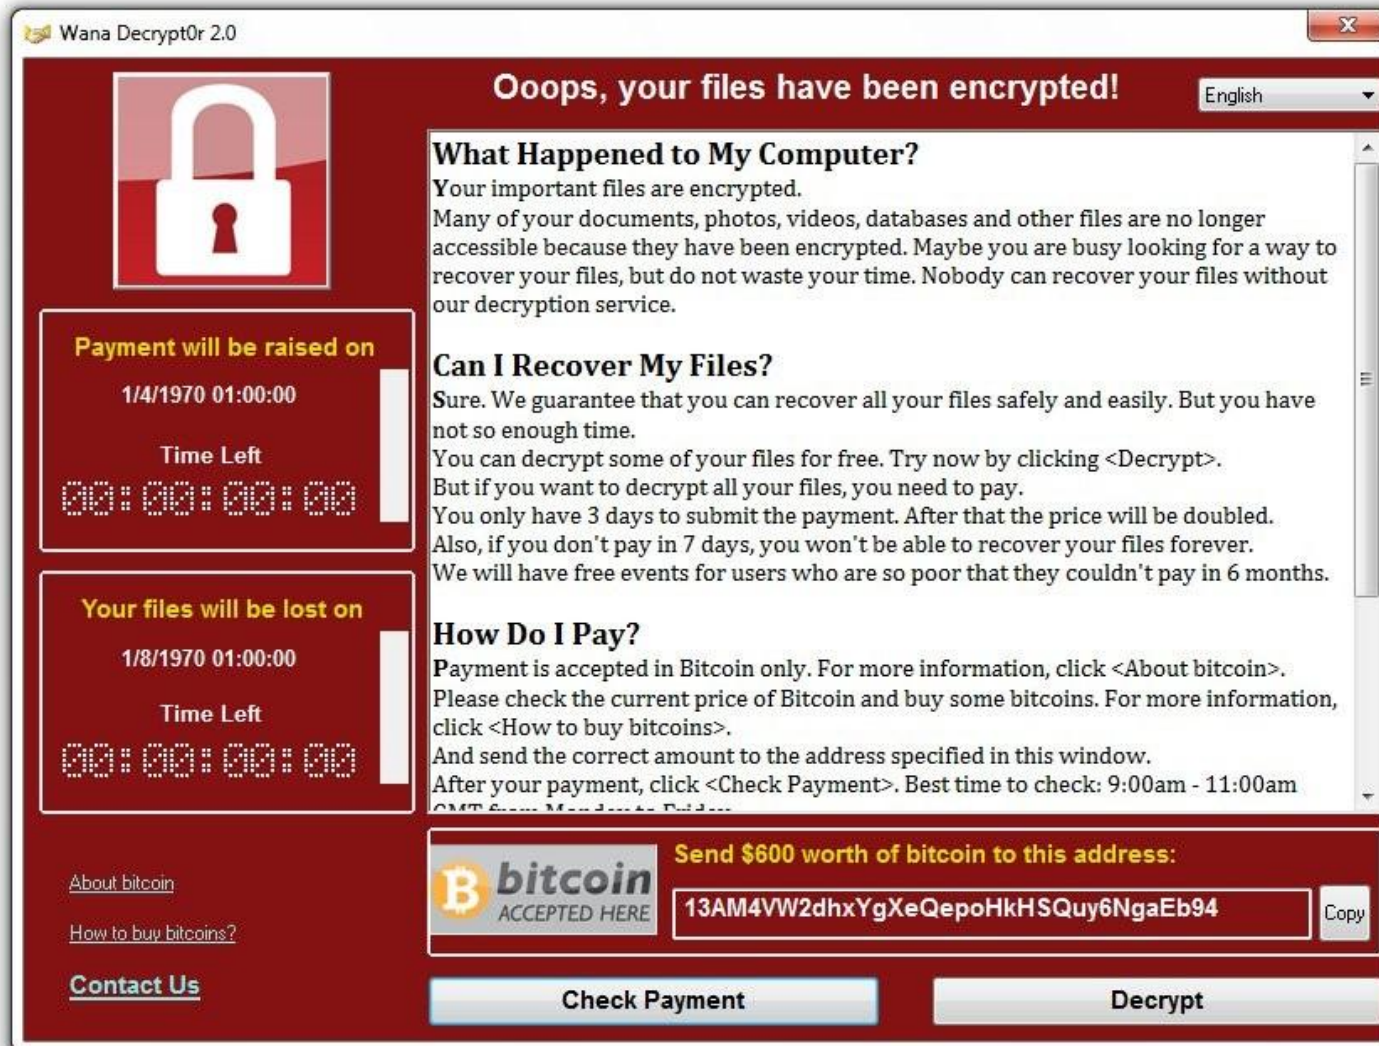 Wana Decrypt0r 2.0
Ooops, your files have been encrypted!
English
What Happened to My Computer?
Your important files are encrypted.
Many of your documents, photos, videos, databases and other files are no longer
accessible because they have been encrypted. Maybe you are busy looking for a way to
recover your files, but do not waste your time. Nobody can recover your files without
our decryption service.
Can I Recover My Files?
Sure. We guarantee that you can recover all your files safely and easily. But you have
not so enough time.
You can decrypt some of your files for free. Try now by clicking <Decrypt>.
But if you want to decrypt all your files, you need to pay.
You only have 3 days to submit the payment. After that the price will be doubled.
Also, if you don't pay in 7 days, you won't be able to recover your files forever.
We will have free events for users who are so poor that they couldn't pay in 6 months.
How Do I Pay?
Payment is accepted in Bitcoin only. For more information, click <About bitcoin>.
Please check the current price of Bitcoin and buy some bitcoins. For more information,
click <How to buy bitcoins>.
And send the correct amount to the address specified in this window.
After your payment, click <Check Payment>. Best time to check: 9:00am - 11:00am
GMT from Monday to Friday
Payment will be raised on
1/4/1970 01:00:00
Time Left
00:00:00:00
Your files will be lost on
1/8/1970 01:00:00
Time Left
00:00:00:00
About bitcoin
How to buy bitcoins?
Contact Us
bitcoin
ACCEPTED HERE
Send $600 worth of bitcoin to this address:
13AM4VW2dhxYgXeQepoHkHSQuy6NgaEb94
Copy
Check Payment
Decrypt